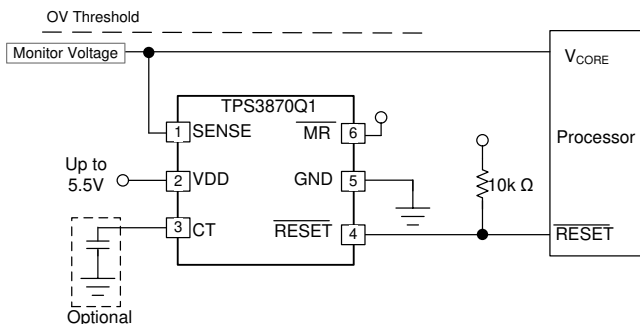 OV Threshold
Monitor Voltage
V_CORE
TPS3870Q1
1 SENSE
MR 6
Processor
Up to
5.5V
2 VDD
GND 5
10k Ω
3 CT
RESET 4
RESET
Optional